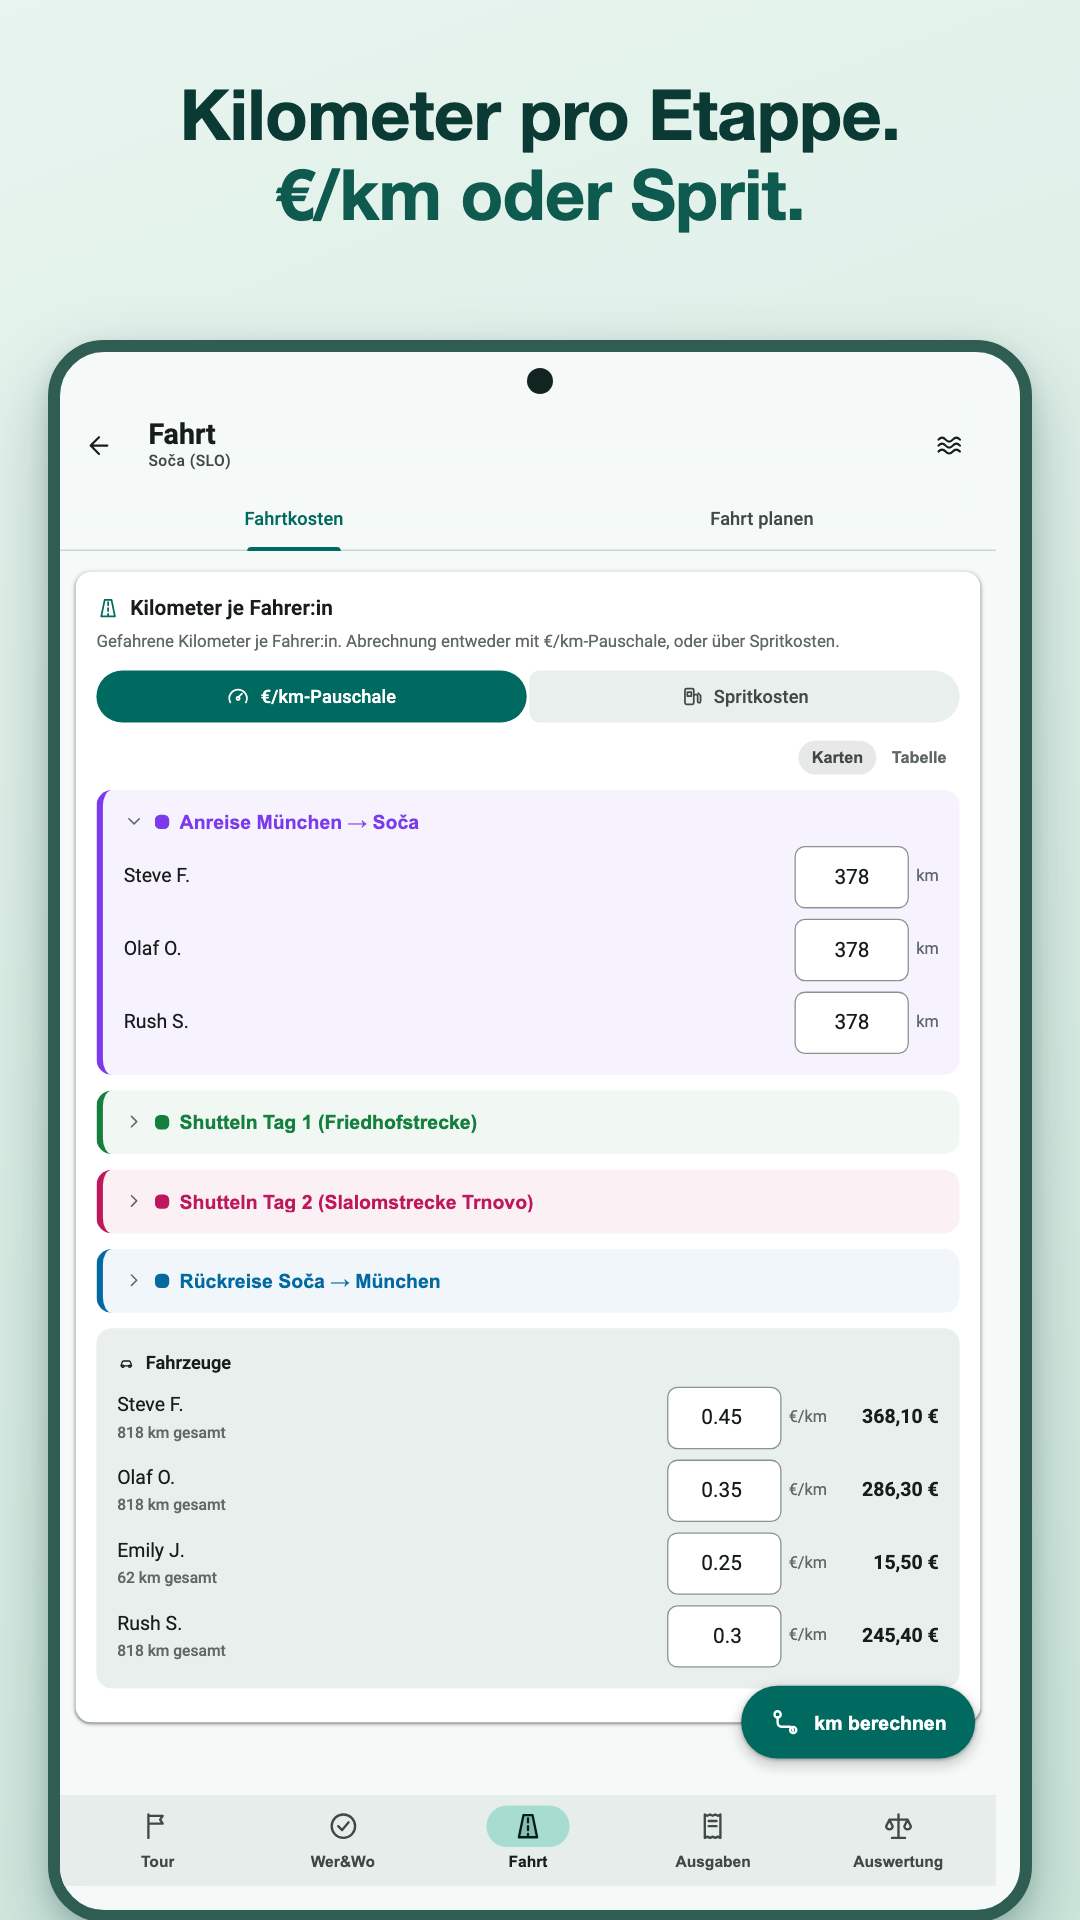 Kilometer pro Etappe.
€/km oder Sprit.
Fahrt
Soča (SLO)
Fahrtkosten
Fahrt planen
Kilometer je Fahrer:in
Gefahrene Kilometer je Fahrer:in. Abrechnung entweder mit €/km-Pauschale, oder über Spritkosten.
€/km-Pauschale
Spritkosten
Karten
Tabelle
Anreise München → Soča
Steve F. 378 km
Olaf O. 378 km
Rush S. 378 km
Shutteln Tag 1 (Friedhofstrecke)
Shutteln Tag 2 (Slalomstrecke Trnovo)
Rückreise Soča → München
Fahrzeuge
Steve F. 0.45 €/km 368,10 €
818 km gesamt
Olaf O. 0.35 €/km 286,30 €
818 km gesamt
Emily J. 0.25 €/km 15,50 €
62 km gesamt
Rush S. 0.3 €/km 245,40 €
818 km gesamt
km berechnen
Tour
Wer&Wo
Fahrt
Ausgaben
Auswertung